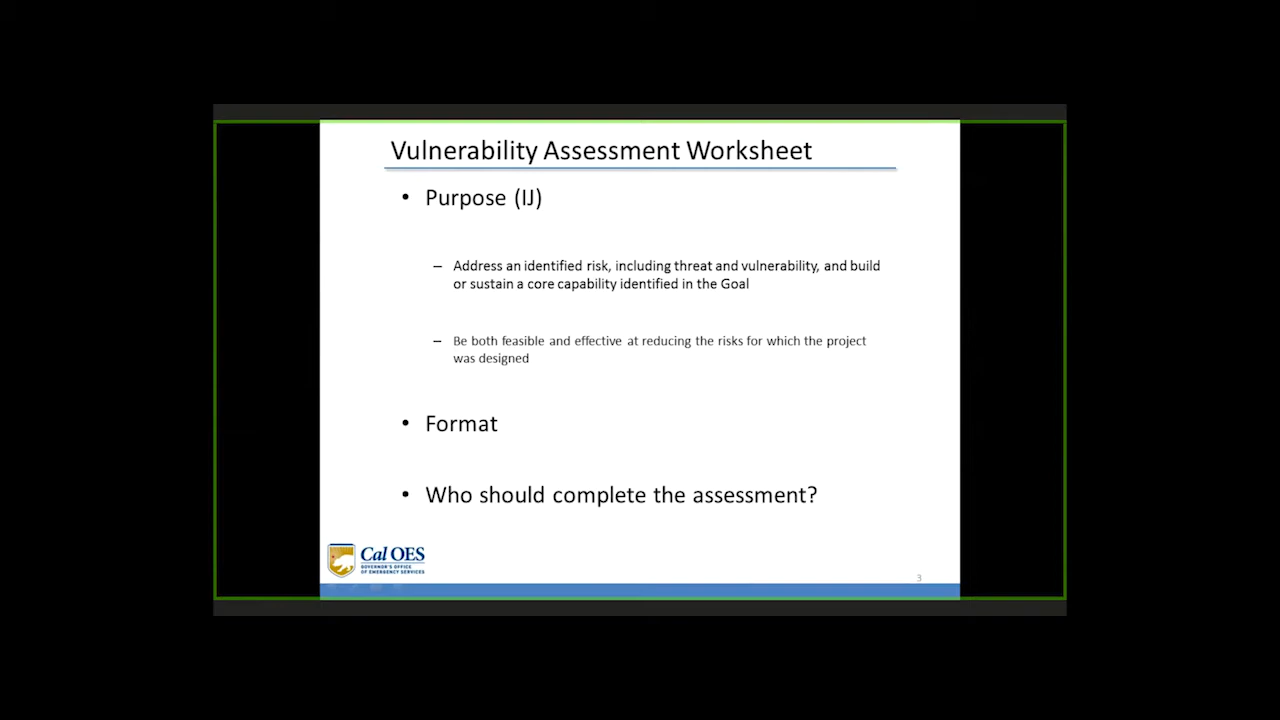 Vulnerability Assessment Worksheet
• Purpose (IJ)
– Address an identified risk, including threat and vulnerability, and build
or sustain a core capability identified in the Goal
– Be both feasible and effective at reducing the risks for which the project
was designed
• Format
• Who should complete the assessment?
Cal OES
GOVERNOR'S OFFICE
OF EMERGENCY SERVICES
3